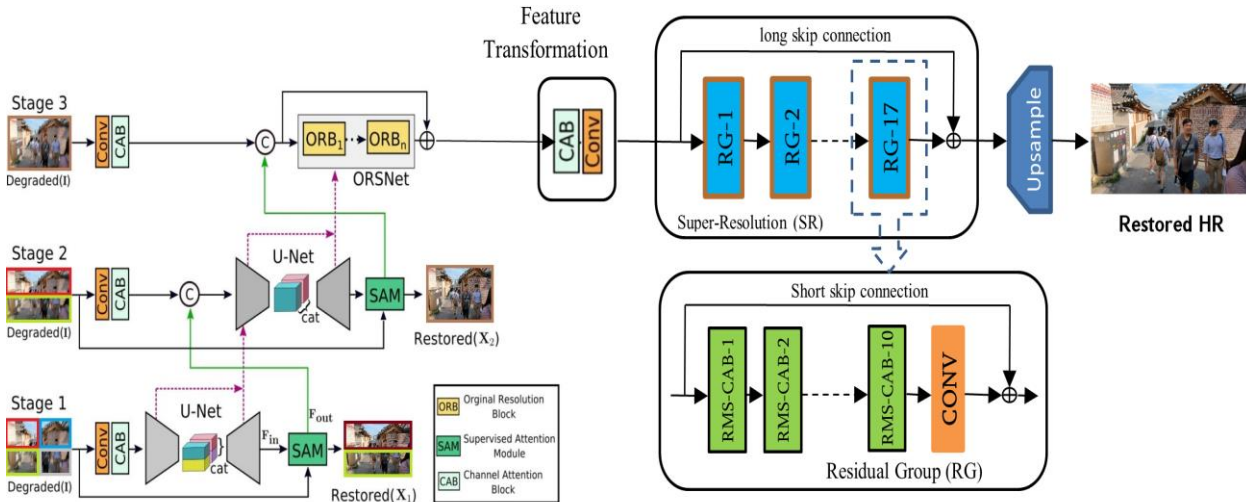 Feature
Transformation
long skip connection
Stage 3
Conv
CAB
C
ORB1
ORBn
ORSNet
Degraded(I)
CAB
Conv
RG-1
RG-2
RG-17
Super-Resolution (SR)
Upsample
Restored HR
Stage 2
Conv
CAB
C
U-Net
cat
SAM
Degraded(I)
Restored(X2)
Short skip connection
RMS-CAB-1
RMS-CAB-2
RMS-CAB-10
CONV
Residual Group (RG)
Stage 1
Conv
CAB
U-Net
cat
Fin
Fout
SAM
Degraded(I)
Restored(X1)
ORB
Orginal Resolution
Block
SAM
Supervised Attention
Module
CAB
Channel Attention
Block